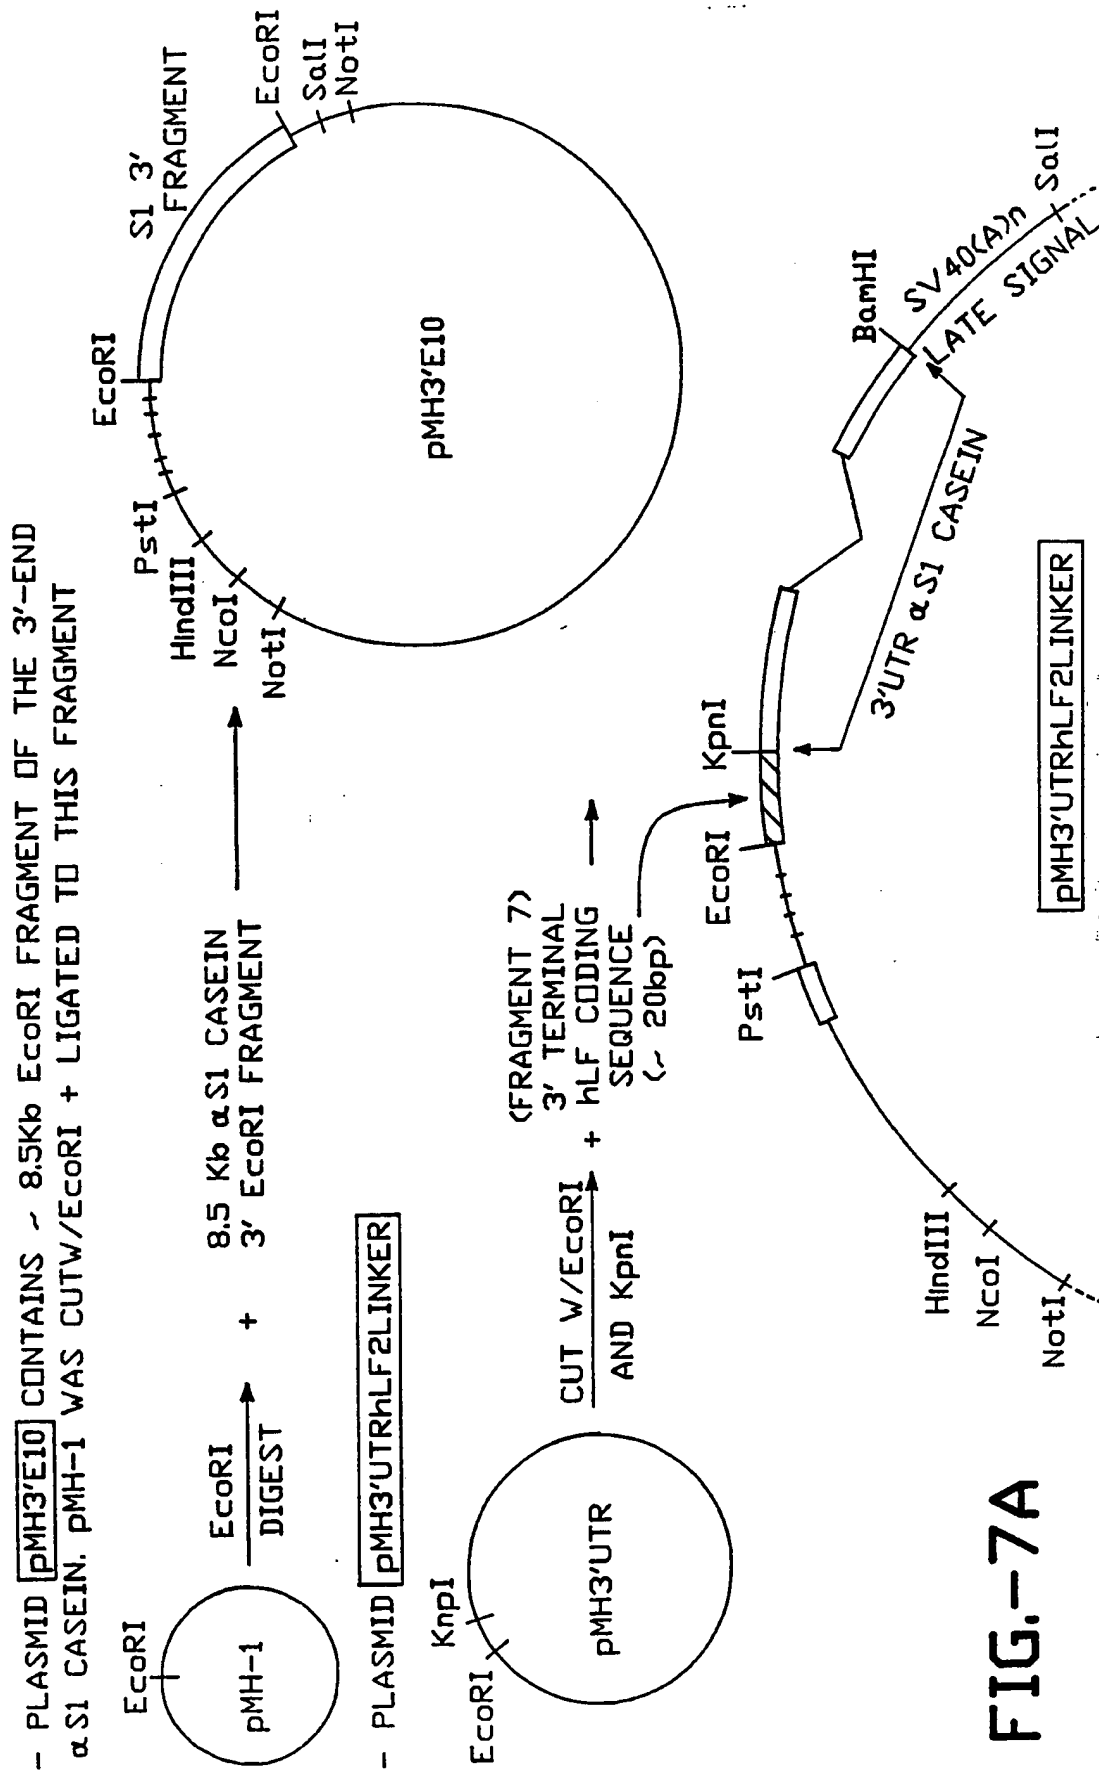 - PLASMID pMH3'E10 CONTAINS ~ 8.5Kb EcoRI FRAGMENT OF THE 3'-END
αS1 CASEIN. pMH-1 WAS CUTW/EcoRI + LIGATED TO THIS FRAGMENT
EcoRI
pMH-1
EcoRI
DIGEST
+
8.5 Kb αS1 CASEIN
3' EcoRI FRAGMENT
NotI
NcoI
HindIII
PstI
EcoRI
S1 3'
FRAGMENT
EcoRI
SalI
NotI
pMH3'E10
- PLASMID pMH3'UTRhLF2LINKER
EcoRI
KnpI
pMH3'UTR
CUT W/EcoRI
AND KpnI
+
(FRAGMENT 7)
3' TERMINAL
hLF CODING
SEQUENCE
(~ 20bp)
NotI
NcoI
HindIII
PstI
EcoRI
KpnI
BamHI
SV40(A)n
LATE SIGNAL
SalI
3'UTR αS1 CASEIN
pMH3'UTRhLF2LINKER
FIG.-7A